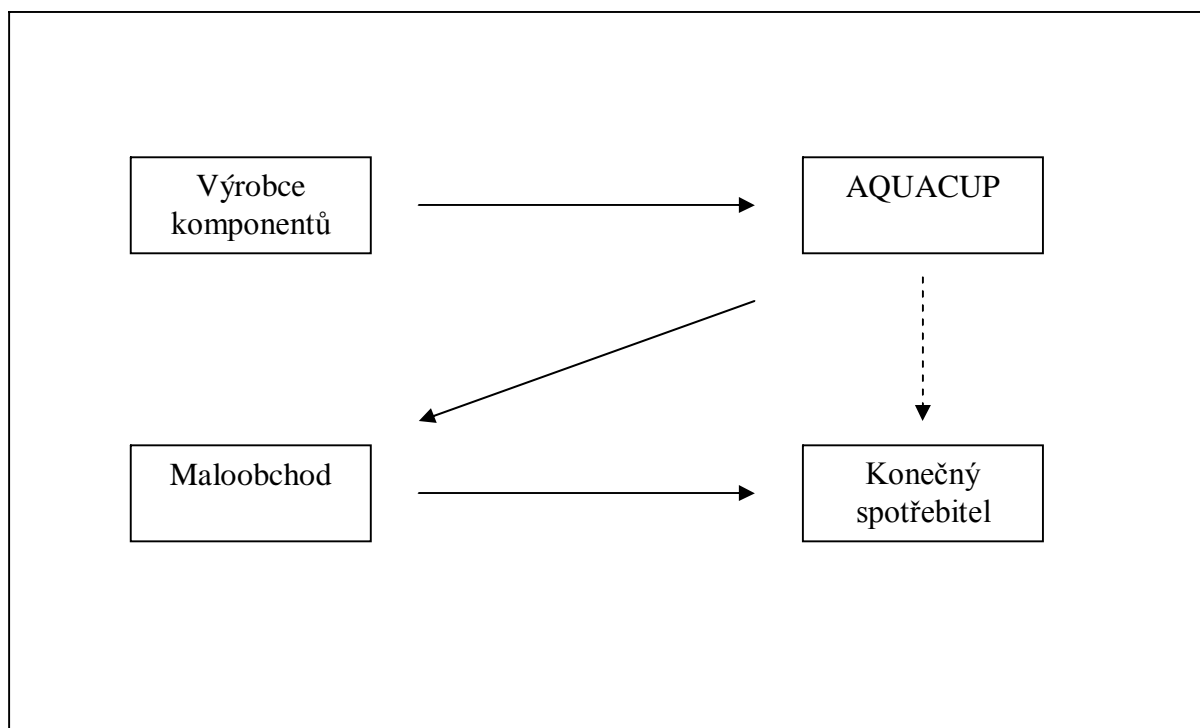 Výrobce
komponentů
AQUACUP
Maloobchod
Konečný
spotřebitel